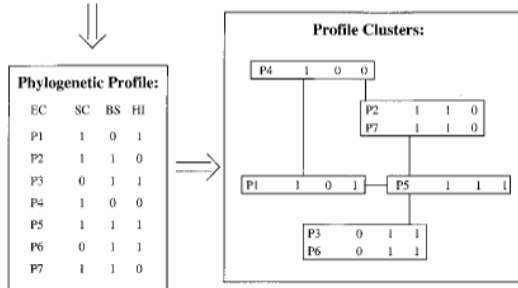 Phylogenetic Profile:
EC SC BS HI
P1 1 0 1
P2 1 1 0
P3 0 1 1
P4 1 0 0
P5 1 1 1
P6 0 1 1
P7 1 1 0
Profile Clusters:
P4 1 0 0
P2 1 1 0
P7 1 1 0
P1 1 0 1
P5 1 1 1
P3 0 1 1
P6 0 1 1